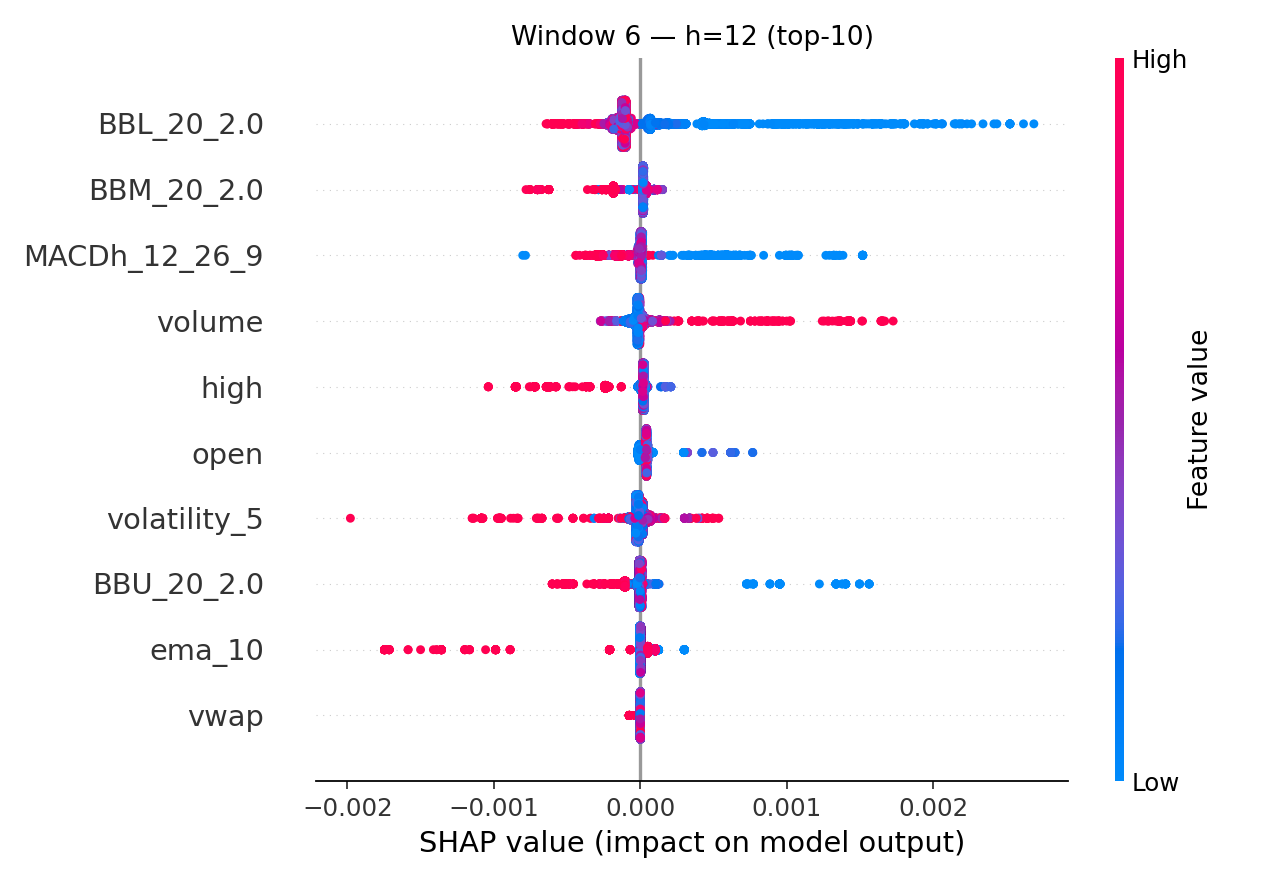 Window 6 — h=12 (top-10)
High
BBL_20_2.0
BBM_20_2.0
MACDh_12_26_9
volume
high
open
volatility_5
BBU_20_2.0
ema_10
vwap
Feature value
Low
−0.002
−0.001
0.000
0.001
0.002
SHAP value (impact on model output)